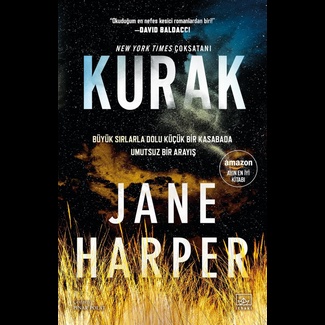 "Okuduğum en nefes kesici romanlardan biri!"
—DAVID BALDACCI
NEW YORK TIMES ÇOKSATANI
KURAK
BÜYÜK SIRLARLA DOLU KÜÇÜK BİR KASABADA
UMUTSUZ BİR ARAYIŞ
amazon
AYIN EN İYİ
KİTABI
JANE
HARPER